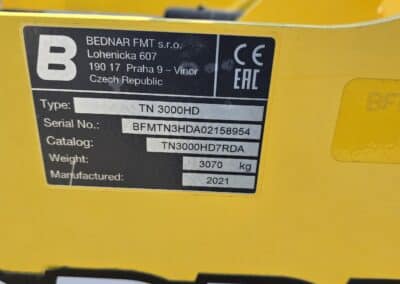 B
BEDNAR FMT s.r.o.
Lohenicka 607
190 17 Praha 9 – Vinor
Czech Republic
CE
EAC
Type: TN 3000HD
Serial No.: BFMTN3HDA02158954
Catalog: TN3000HD7RDA
Weight: 3070 kg
Manufactured: 2021
BF